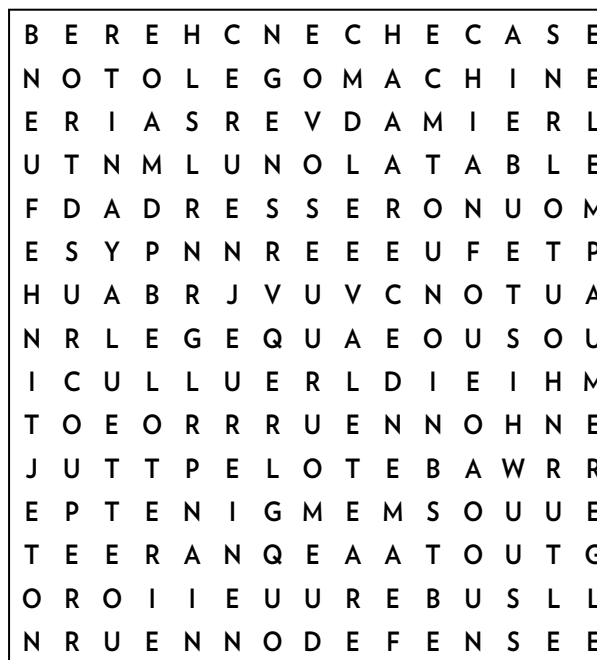 B E R E H C N E C H E C A S E
N O T O L E G O M A C H I N E
E R I A S R E V D A M I E R L
U T N M L U N O L A T A B L E
F D A D R E S S E R O N U O M
E S Y P N N R E E E U F E T P
H U A B R J V U V C N O T U A
N R L E G E Q U A E O U S O U
I C U L L U E R L D I E I H M
T O E O R R R U E N N O H N E
J U T T P E L O T E B A W R R
E P T E N I G M E M S O U U E
T E E R A N Q E A A T O U T G
O R O I I E U U R E B U S L L
N R U E N N O D E F E N S E E